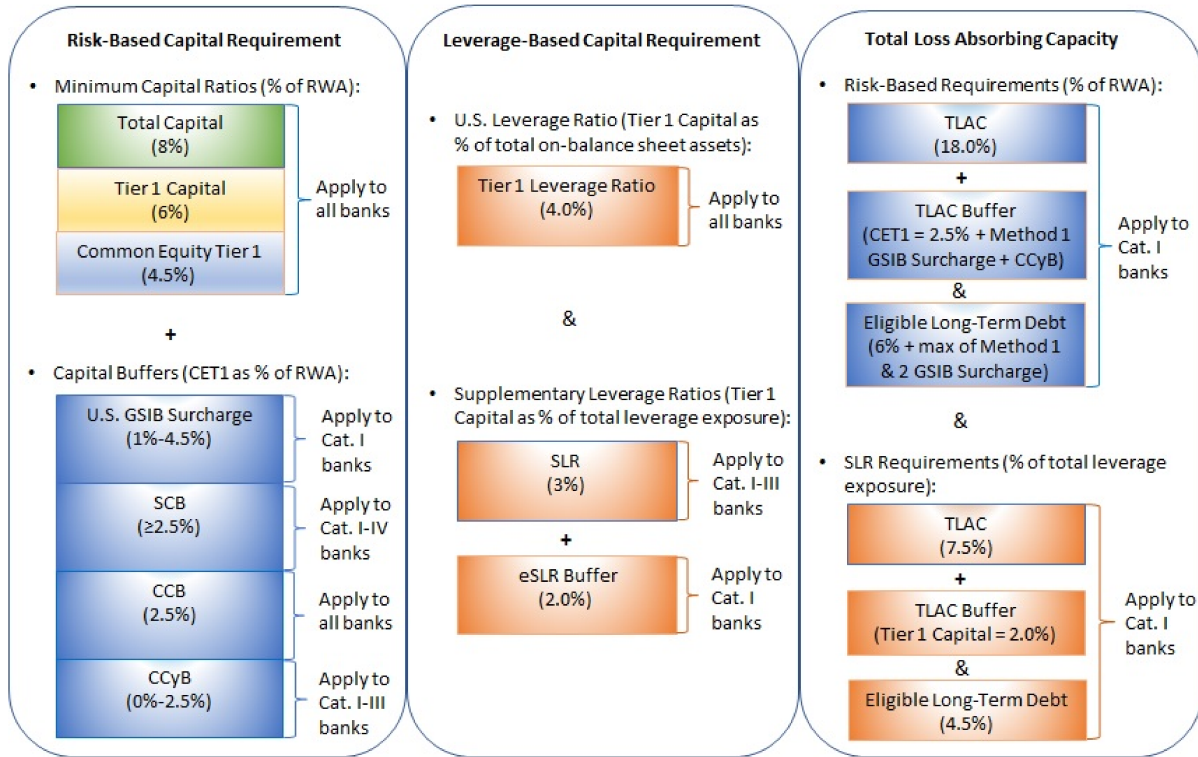 Risk-Based Capital Requirement
• Minimum Capital Ratios (% of RWA):
Total Capital
(8%)
Tier 1 Capital
(6%)
Common Equity Tier 1
(4.5%)
Apply to
all banks
+
• Capital Buffers (CET1 as % of RWA):
U.S. GSIB Surcharge
(1%-4.5%)
Apply to
Cat. I
banks
SCB
(≥2.5%)
Apply to
Cat. I-IV
banks
CCB
(2.5%)
Apply to
all banks
CCyB
(0%-2.5%)
Apply to
Cat. I-III
banks
Leverage-Based Capital Requirement
• U.S. Leverage Ratio (Tier 1 Capital as
% of total on-balance sheet assets):
Tier 1 Leverage Ratio
(4.0%)
Apply to
all banks
&
• Supplementary Leverage Ratios (Tier 1
Capital as % of total leverage exposure):
SLR
(3%)
Apply to
Cat. I-III
banks
+
eSLR Buffer
(2.0%)
Apply to
Cat. I
banks
Total Loss Absorbing Capacity
• Risk-Based Requirements (% of RWA):
TLAC
(18.0%)
+
TLAC Buffer
(CET1 = 2.5% + Method 1
GSIB Surcharge + CCyB)
&
Eligible Long-Term Debt
(6% + max of Method 1
& 2 GSIB Surcharge)
Apply to
Cat. I
banks
&
• SLR Requirements (% of total leverage
exposure):
TLAC
(7.5%)
+
TLAC Buffer
(Tier 1 Capital = 2.0%)
&
Eligible Long-Term Debt
(4.5%)
Apply to
Cat. I
banks